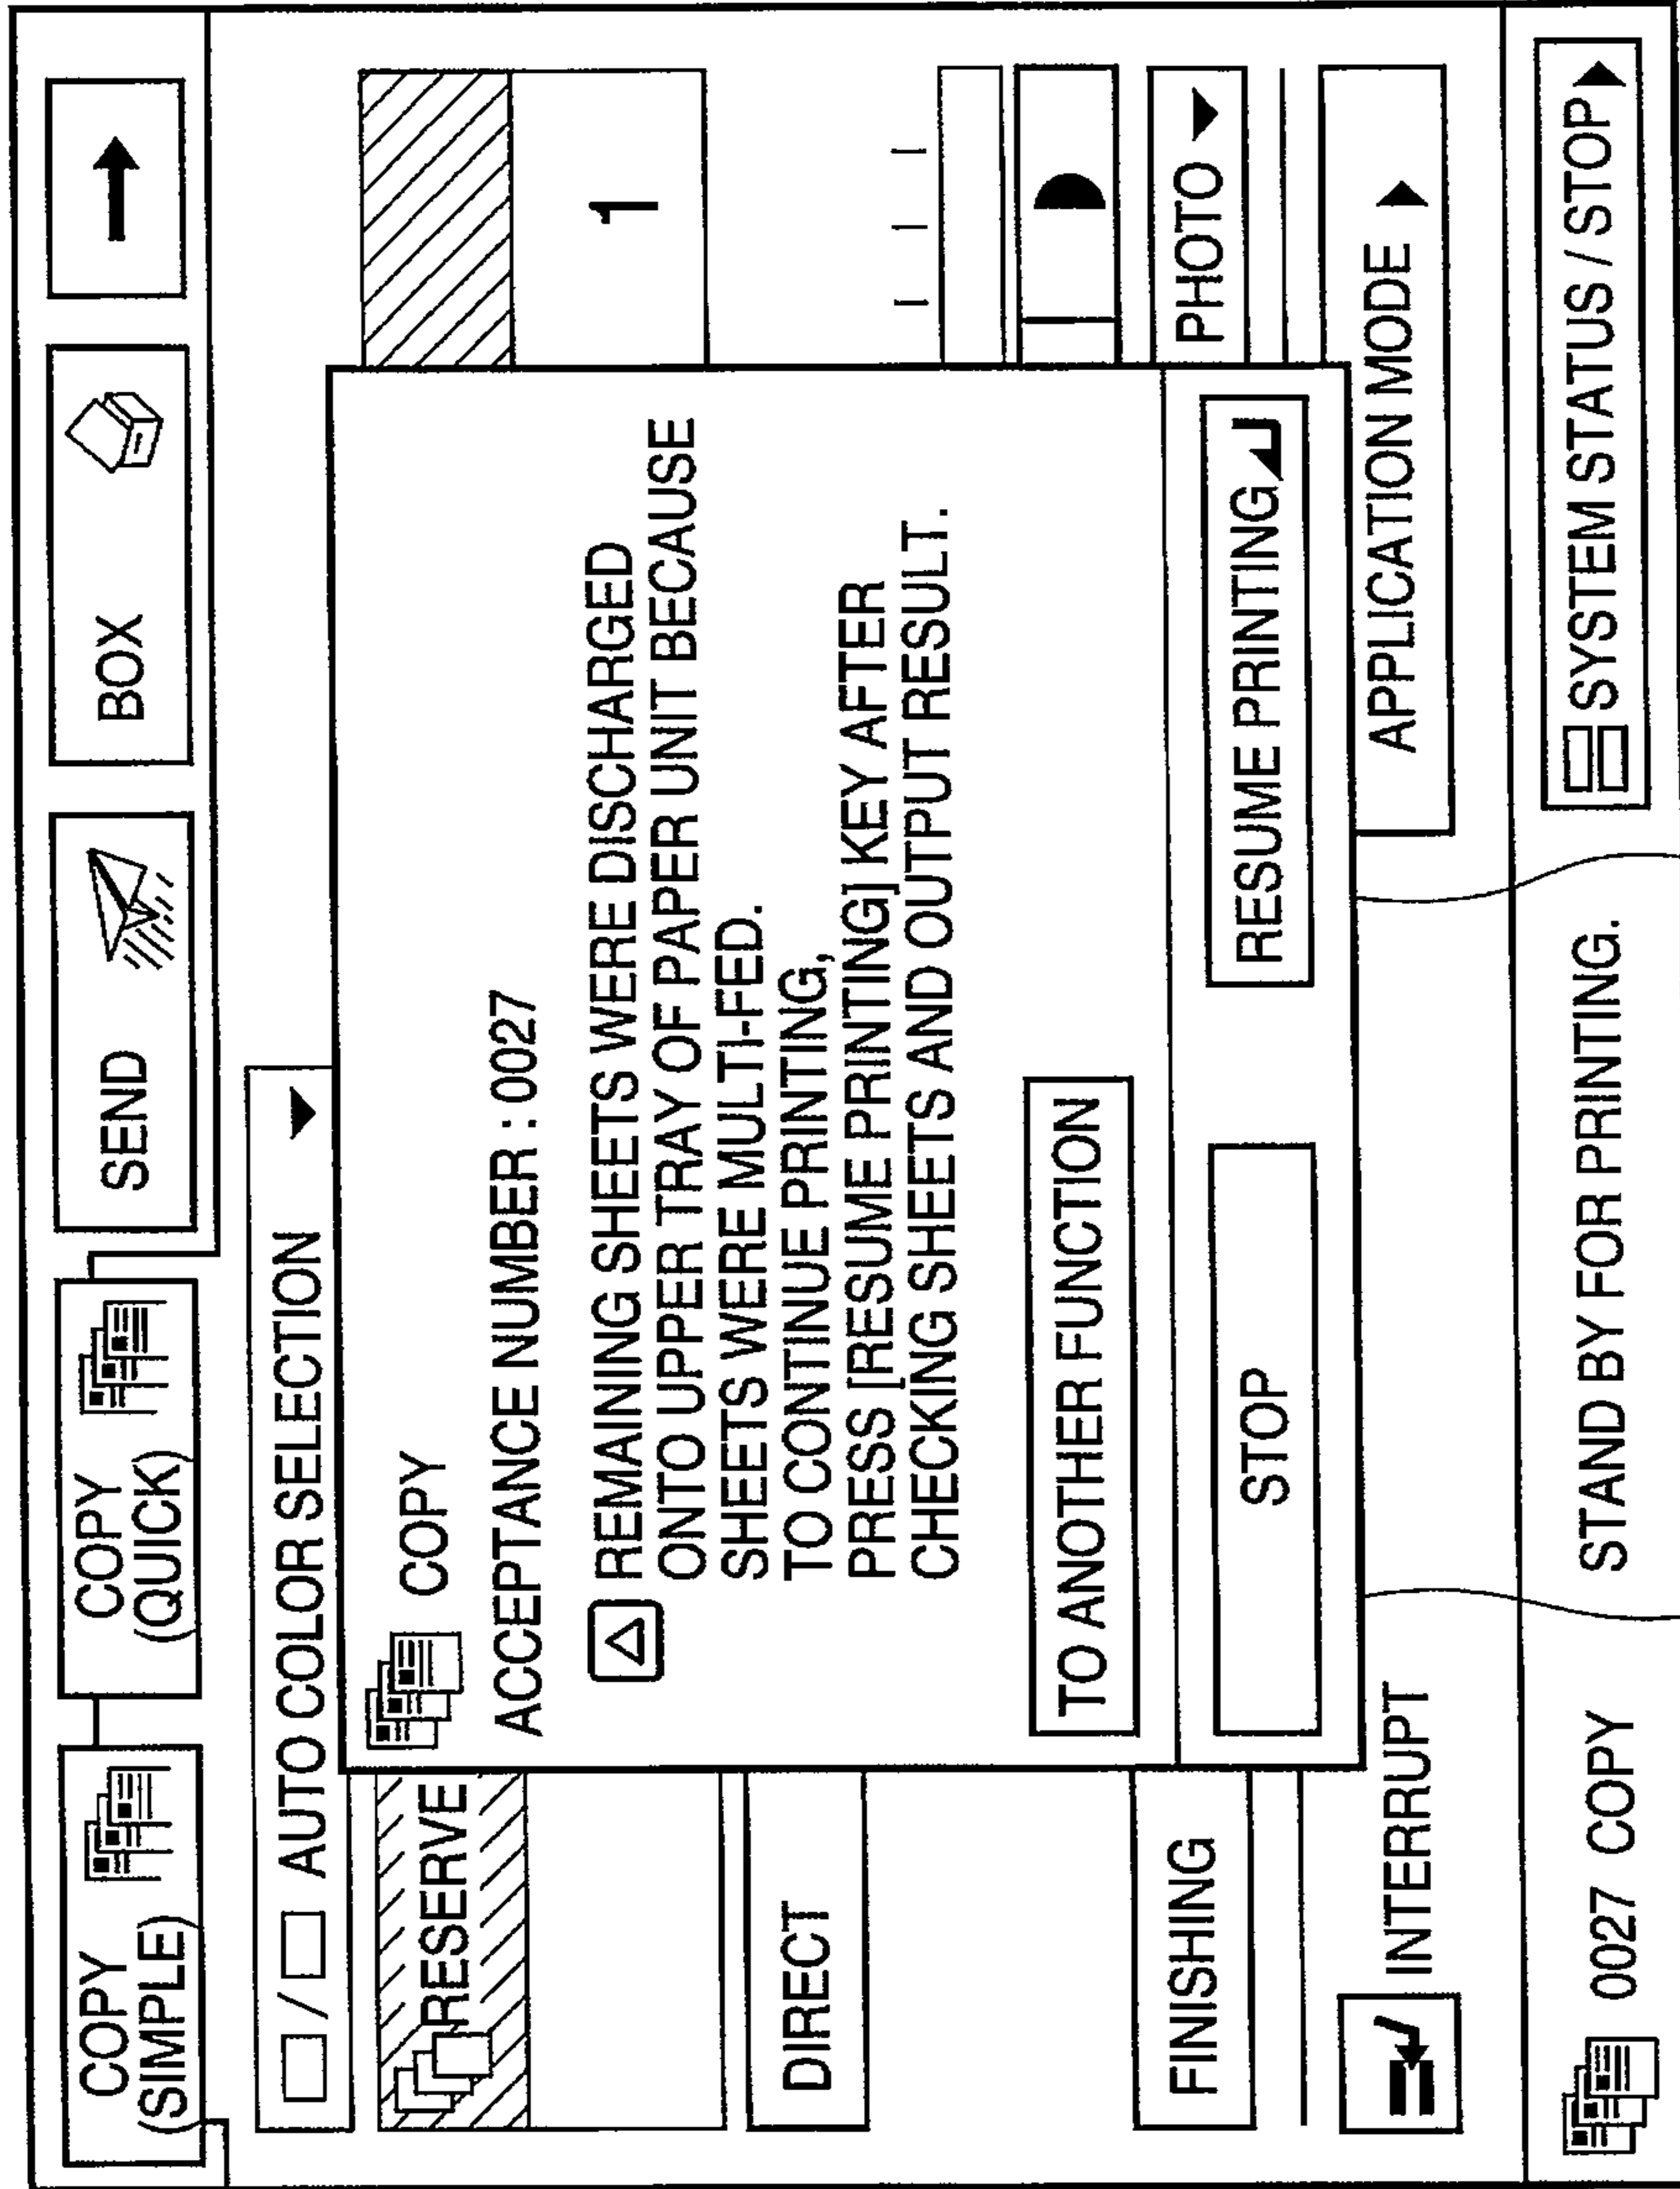 COPY
(SIMPLE)
COPY
(QUICK)
SEND
BOX
/ AUTO COLOR SELECTION
RESERVE
1
COPY
ACCEPTANCE NUMBER : 0027
REMAINING SHEETS WERE DISCHARGED
ONTO UPPER TRAY OF PAPER UNIT BECAUSE
SHEETS WERE MULTI-FED.
TO CONTINUE PRINTING,
PRESS [RESUME PRINTING] KEY AFTER
CHECKING SHEETS AND OUTPUT RESULT.
DIRECT
TO ANOTHER FUNCTION
FINISHING
PHOTO
STOP
RESUME PRINTING
INTERRUPT
APPLICATION MODE
0027 COPY STAND BY FOR PRINTING.
SYSTEM STATUS / STOP